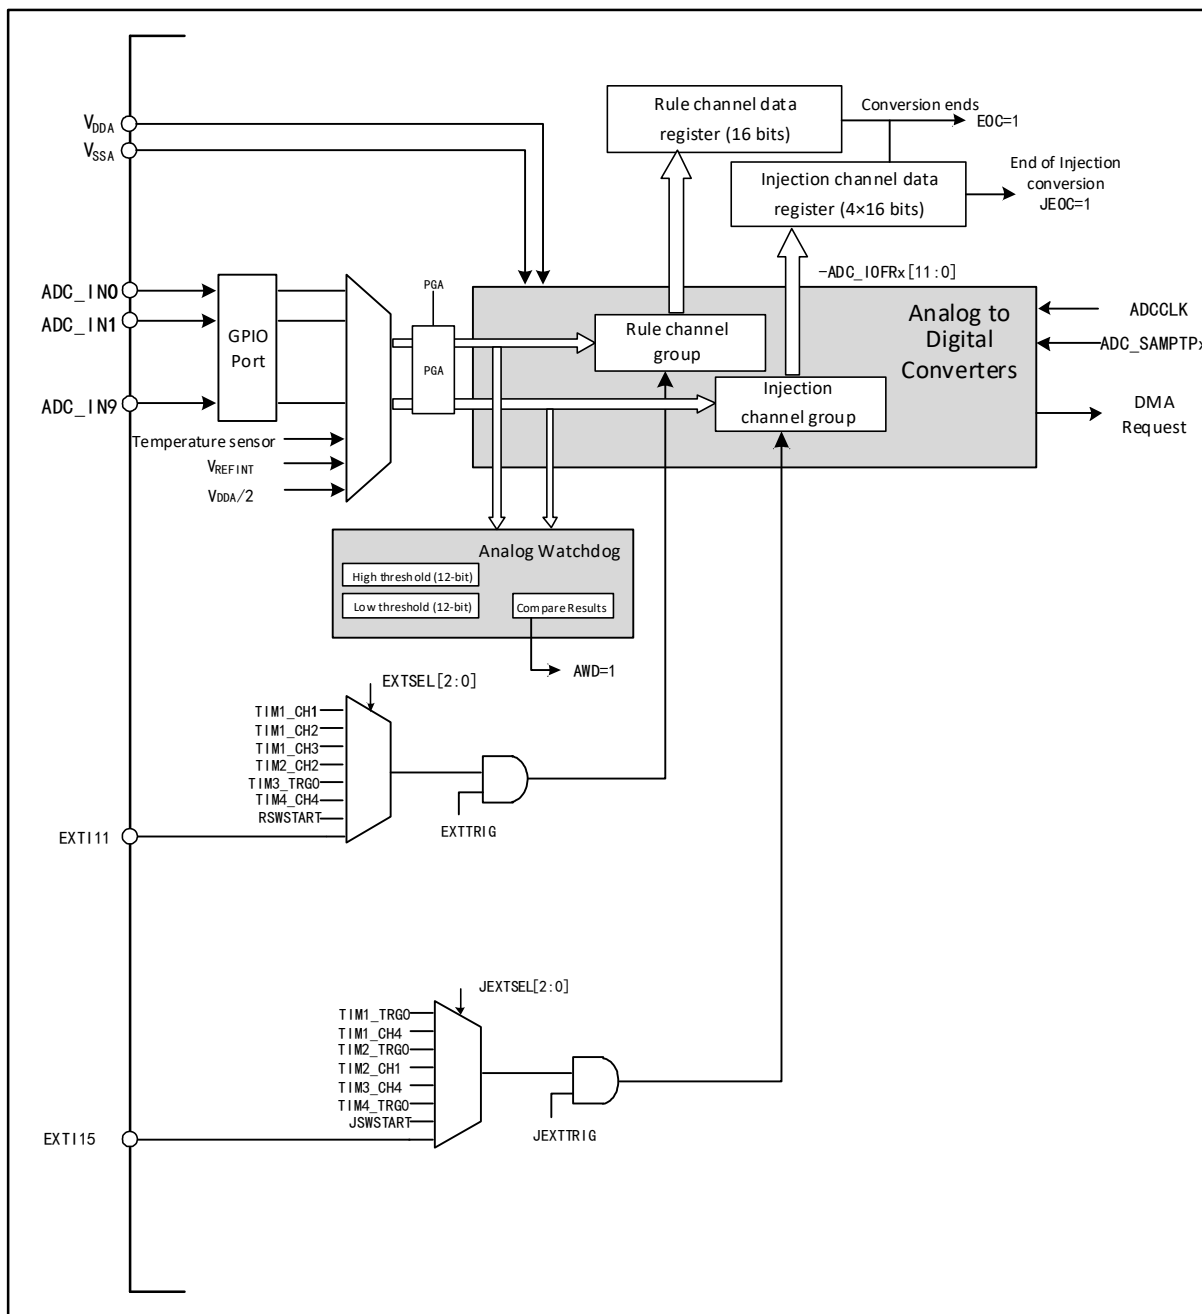 Rule channel data
register (16 bits)
Conversion ends
EOC=1
VDDA
VSSA
Injection channel data
register (4×16 bits)
End of Injection
conversion
JEOC=1
-ADC_IOFRx[11:0]
ADC_IN0
ADC_IN1
ADC_IN9
GPIO
Port
PGA
PGA
Rule channel
group
Injection
channel group
Analog to
Digital
Converters
ADCCLK
ADC_SAMPTPx
DMA
Request
Temperature sensor
VREFINT
VDDA/2
Analog Watchdog
High threshold (12-bit)
Low threshold (12-bit)
Compare Results
AWD=1
EXTSEL[2:0]
TIM1_CH1
TIM1_CH2
TIM1_CH3
TIM2_CH2
TIM3_TRGO
TIM4_CH4
RSWSTART
EXTI11
EXTTRIG
JEXTSEL[2:0]
TIM1_TRGO
TIM1_CH4
TIM2_TRGO
TIM2_CH1
TIM3_CH4
TIM4_TRGO
JSWSTART
EXTI15
JEXTTRIG